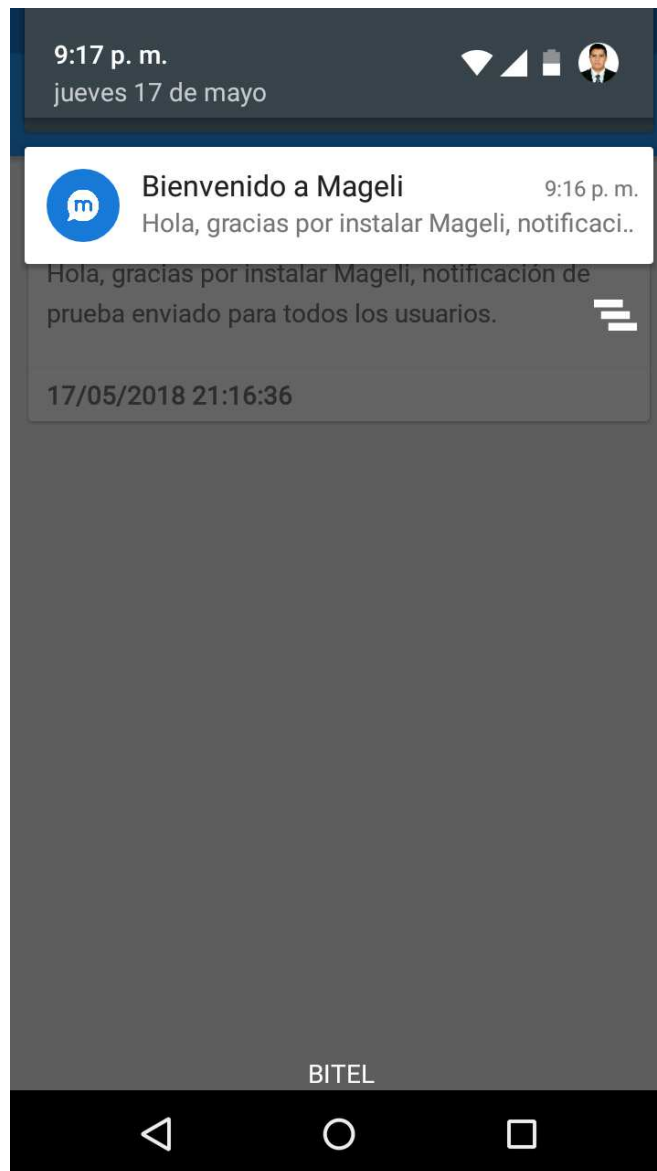 9:17 p. m.
jueves 17 de mayo
Bienvenido a Mageli
9:16 p. m.
Hola, gracias por instalar Mageli, notificaci..
Hola, gracias por instalar Mageli, notificación de
prueba enviado para todos los usuarios.
17/05/2018 21:16:36
BITEL